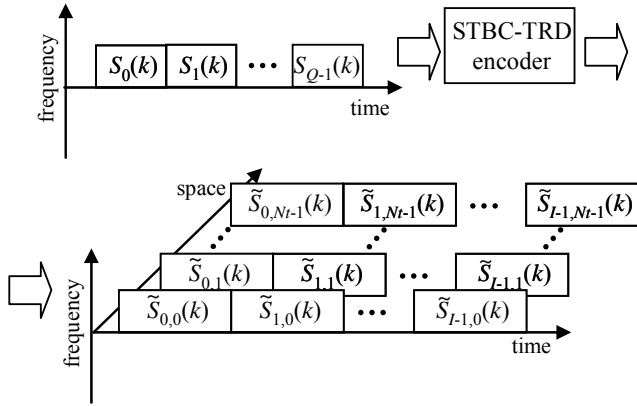 frequency
S₀(k) S₁(k) ••• S_{Q-1}(k)
time
STBC-TRD
encoder
space
S̃_{0,Nt-1}(k) S̃_{1,Nt-1}(k) ••• S̃_{I-1,Nt-1}(k)
S̃_{0,1}(k) S̃_{1,1}(k) ••• S̃_{I-1,1}(k)
S̃_{0,0}(k) S̃_{1,0}(k) ••• S̃_{I-1,0}(k)
frequency
time